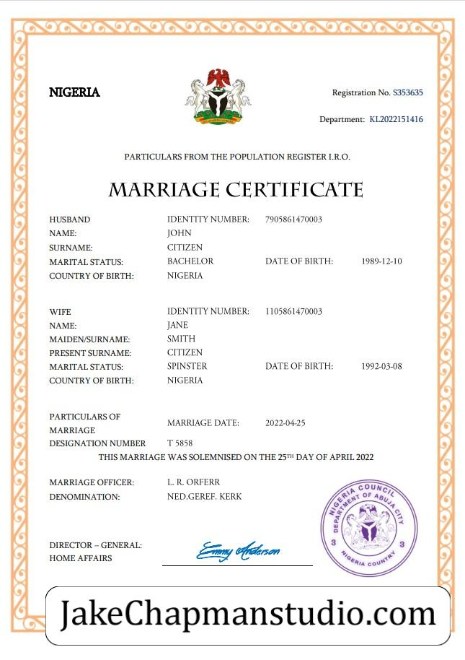 NIGERIA
Registration No. S353635
Department: KL2022151416
PARTICULARS FROM THE POPULATION REGISTER I.R.O.
MARRIAGE CERTIFICATE
HUSBAND IDENTITY NUMBER: 7905861470003
NAME: JOHN
SURNAME: CITIZEN
MARITAL STATUS: BACHELOR DATE OF BIRTH: 1989-12-10
COUNTRY OF BIRTH: NIGERIA
WIFE IDENTITY NUMBER: 1105861470003
NAME: JANE
MAIDEN/SURNAME: SMITH
PRESENT SURNAME: CITIZEN
MARITAL STATUS: SPINSTER DATE OF BIRTH: 1992-03-08
COUNTRY OF BIRTH: NIGERIA
PARTICULARS OF
MARRIAGE MARRIAGE DATE: 2022-04-25
DESIGNATION NUMBER T 5858
THIS MARRIAGE WAS SOLEMNISED ON THE 25TH DAY OF APRIL 2022
MARRIAGE OFFICER: L. R. ORFERR
DENOMINATION: NED.GEREF. KERK
NIGERIA COUNCIL
DEPARTMENT OF ABUJA CITY
3 3
NIGERIA COUNTRY
DIRECTOR – GENERAL: Emmy Anderson
HOME AFFAIRS
JakeChapmanstudio.com